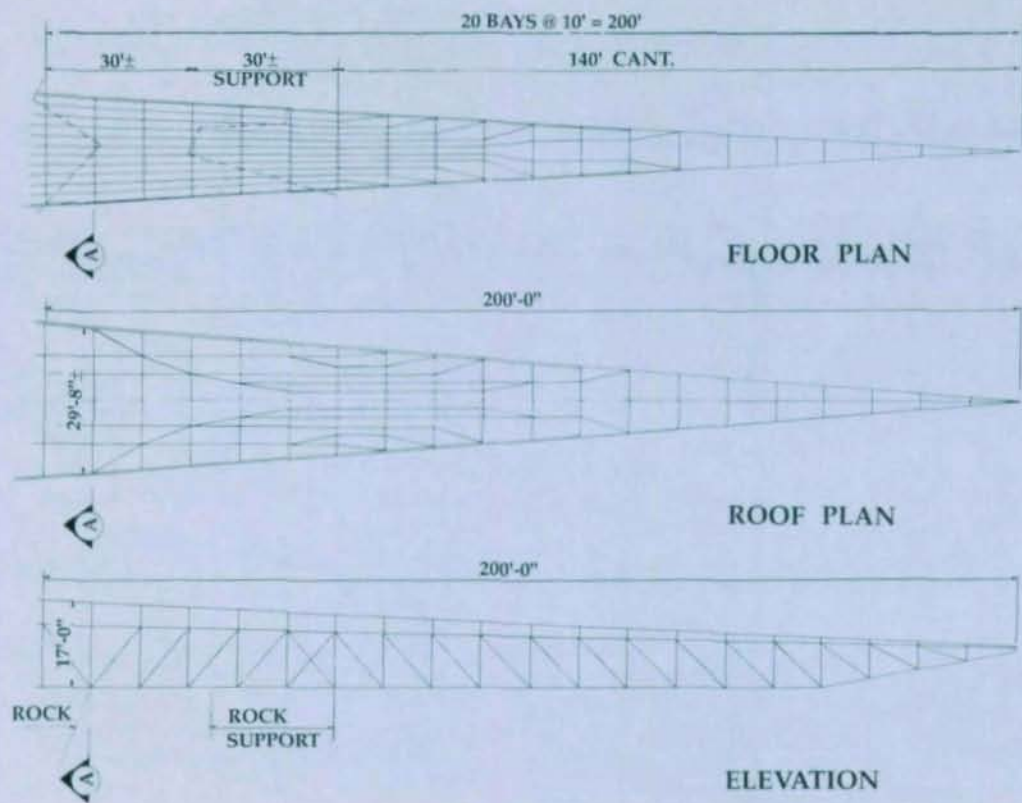 20 BAYS @ 10' = 200'
30'± 30'± 140' CANT.
SUPPORT
A
FLOOR PLAN
200'-0"
29'-8"±
A
ROOF PLAN
200'-0"
17'-0"
ROCK
ROCK
SUPPORT
A
ELEVATION